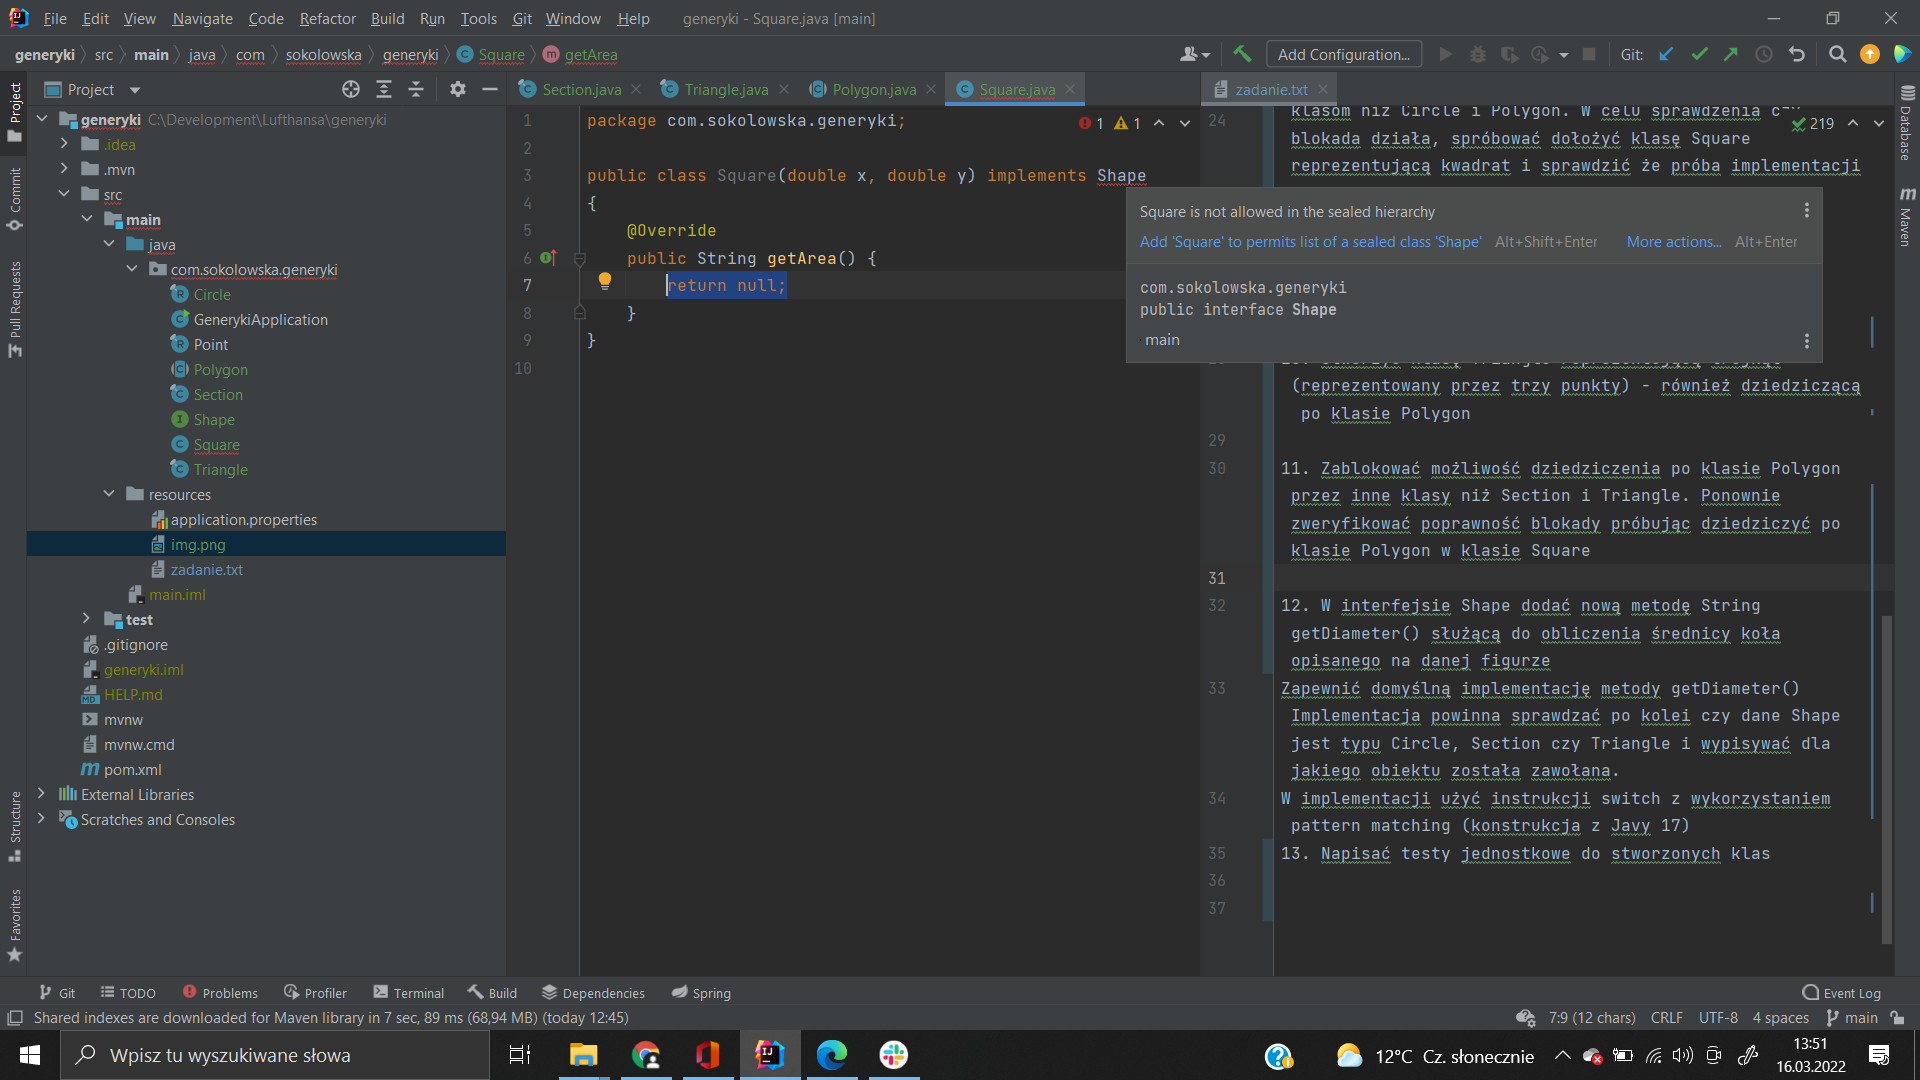 File Edit View Navigate Code Refactor Build Run Tools Git Window Help generyki - Square.java [main]
generyki src main java com sokolowska generyki Square getArea Add Configuration... Git:
Project
Section.java Triangle.java Polygon.java Square.java zadanie.txt
Project
Commit
Pull Requests
Structure
Favorites
generyki C:\Development\Lufthansa\generyki
.idea
.mvn
src
main
java
com.sokolowska.generyki
Circle
GenerykiApplication
Point
Polygon
Section
Shape
Square
Triangle
resources
application.properties
img.png
zadanie.txt
main.iml
test
.gitignore
generyki.iml
HELP.md
mvnw
mvnw.cmd
pom.xml
External Libraries
Scratches and Consoles
1 package com.sokolowska.generyki; 1 1
2
3 public class Square(double x, double y) implements Shape
4 {
5 @Override
6 public String getArea() {
7 return null;
8 }
9 }
10
Square is not allowed in the sealed hierarchy
Add 'Square' to permits list of a sealed class 'Shape' Alt+Shift+Enter More actions... Alt+Enter
com.sokolowska.generyki
public interface Shape
main
219
24 klasom niż Circle i Polygon. W celu sprawdzenia
blokada działa, spróbować dołożyć klasę Square
reprezentującą kwadrat i sprawdzić że próba implementacji
(reprezentowany przez trzy punkty) - również dziedziczącą
po klasie Polygon
29
30 11. Zablokować możliwość dziedziczenia po klasie Polygon
przez inne klasy niż Section i Triangle. Ponownie
zweryfikować poprawność blokady próbując dziedziczyć po
klasie Polygon w klasie Square
31
32 12. W interfejsie Shape dodać nową metodę String
getDiameter() służącą do obliczenia średnicy koła
opisanego na danej figurze
33 Zapewnić domyślną implementację metody getDiameter()
Implementacja powinna sprawdzać po kolei czy dane Shape
jest typu Circle, Section czy Triangle i wypisywać dla
jakiego obiektu została zawołana.
34 W implementacji użyć instrukcji switch z wykorzystaniem
pattern matching (konstrukcja z Javy 17)
35 13. Napisać testy jednostkowe do stworzonych klas
36
37
Database
Maven
Git TODO Problems Profiler Terminal Build Dependencies Spring Event Log
Shared indexes are downloaded for Maven library in 7 sec, 89 ms (68,94 MB) (today 12:45) 7:9 (12 chars) CRLF UTF-8 4 spaces main
Wpisz tu wyszukiwane słowa 12°C Cz. słonecznie 13:51
16.03.2022